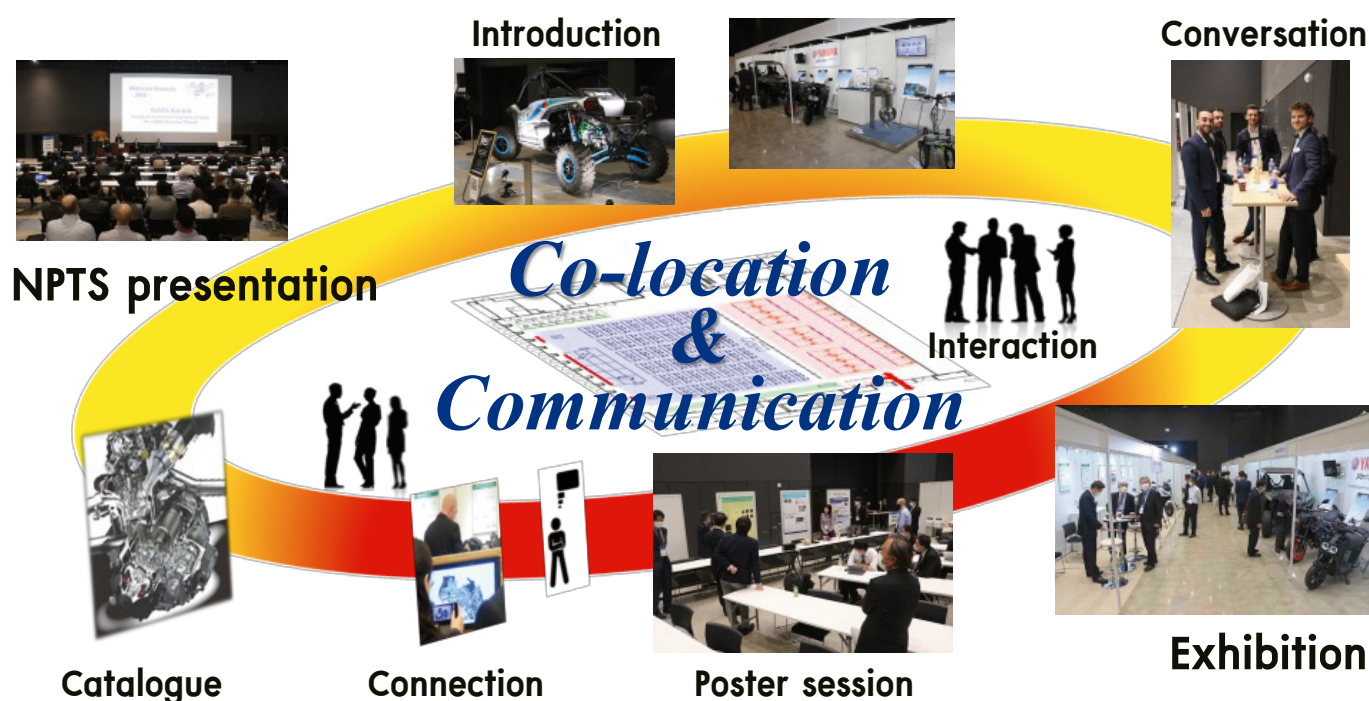 Introduction
Conversation
NPTS presentation
Co-location
&
Communication
Interaction
Exhibition
Catalogue
Connection
Poster session